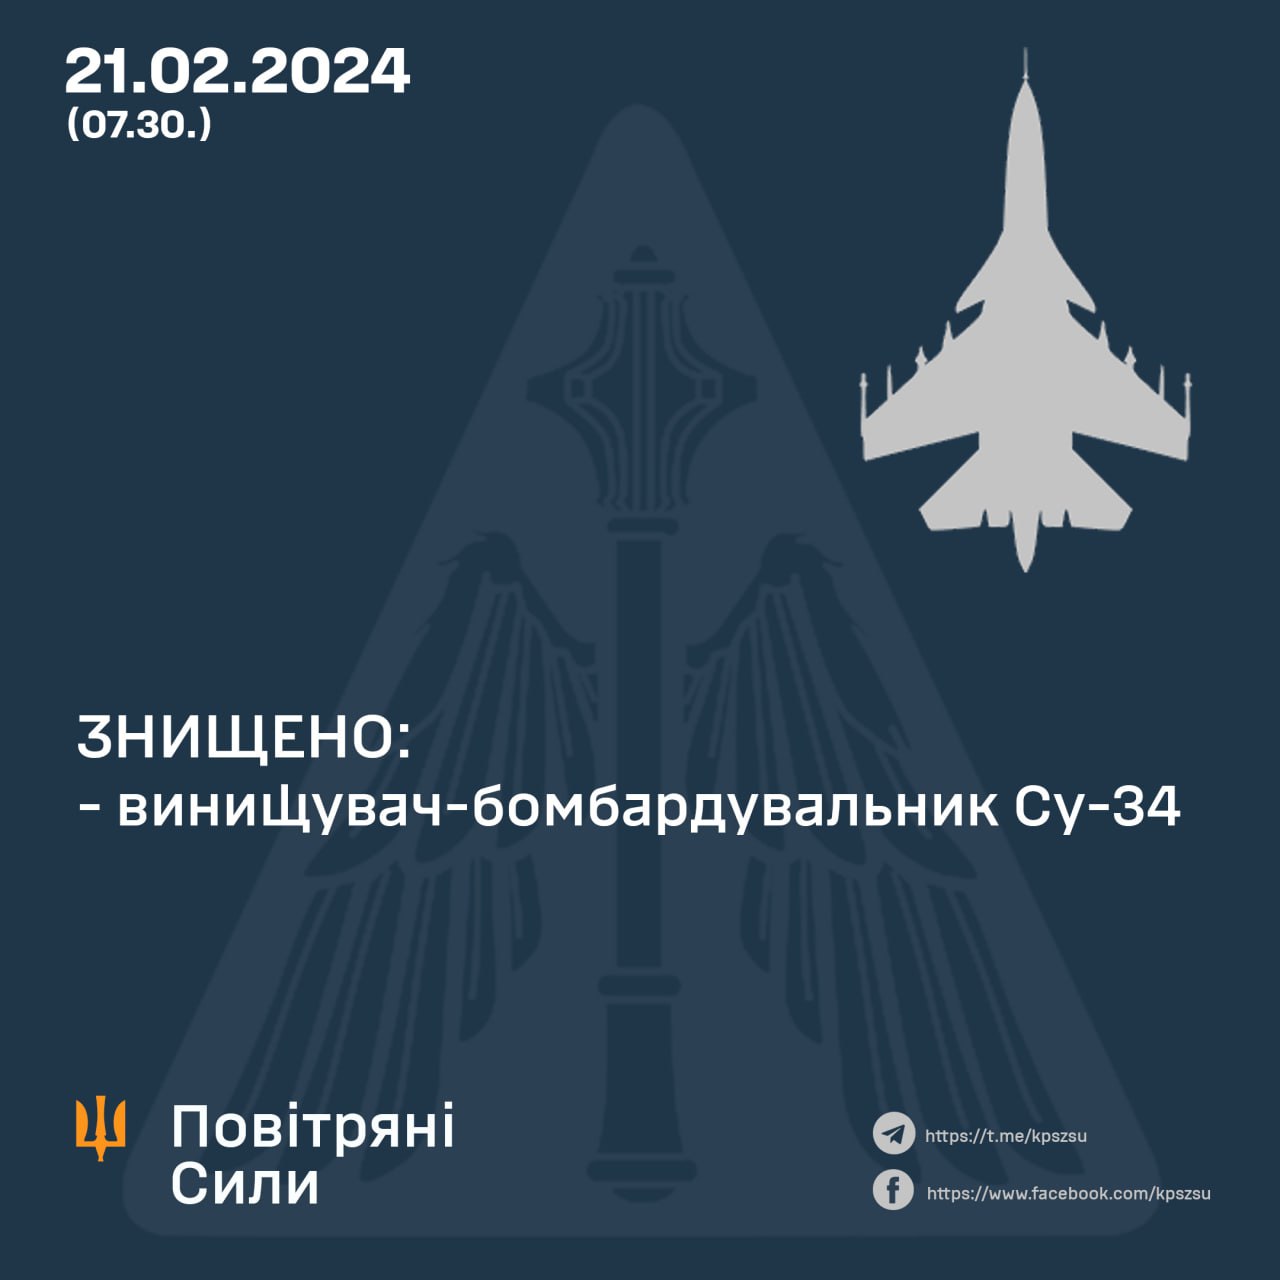 21.02.2024
(07.30.)
ЗНИЩЕНО:
- винищувач-бомбардувальник Су-34
Повітряні
Сили
https://t.me/kpszsu
https://www.facebook.com/kpszsu